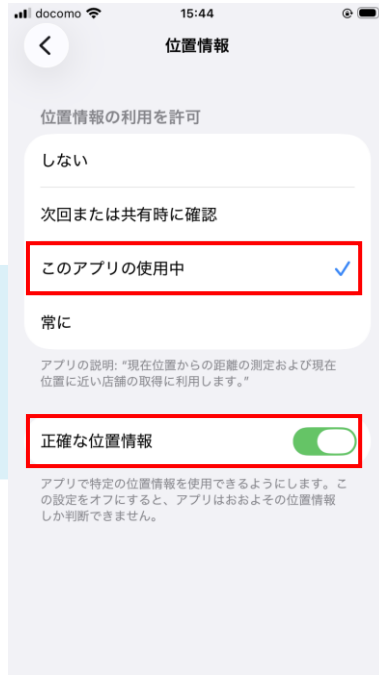 docomo 15:44
位置情報
位置情報の利用を許可
しない
次回または共有時に確認
このアプリの使用中
常に
アプリの説明: “現在位置からの距離の測定および現在
位置に近い店舗の取得に利用します。”
正確な位置情報
アプリで特定の位置情報を使用できるようにします。こ
の設定をオフにすると、アプリはおおよその位置情報
しか判断できません。